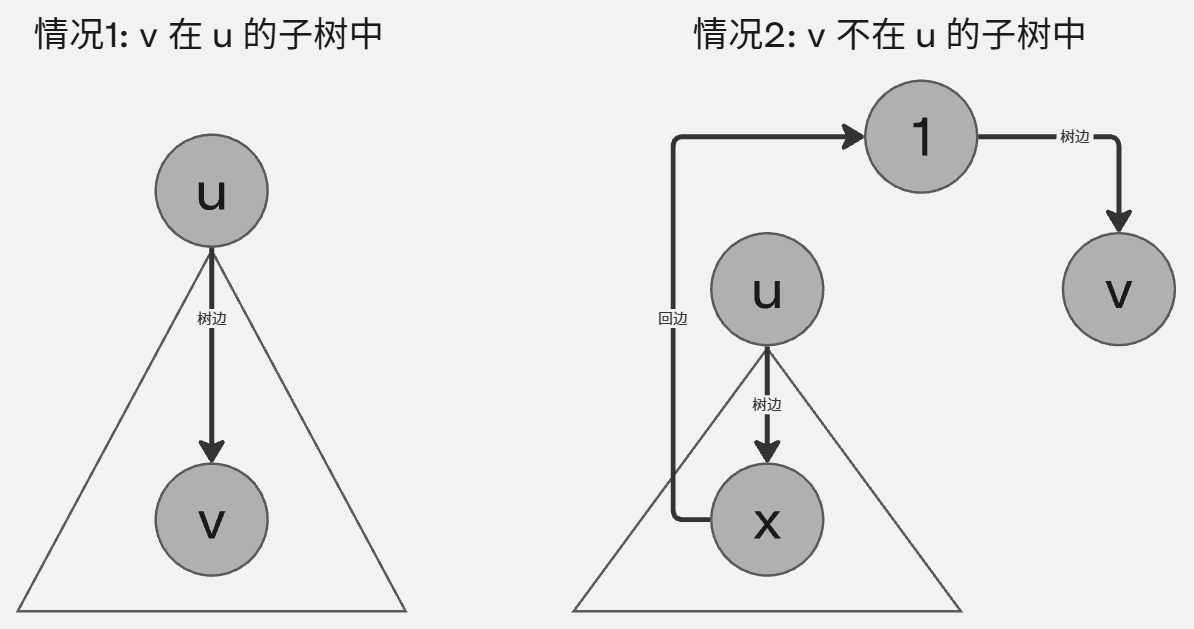 情况1: v 在 u 的子树中
情况2: v 不在 u 的子树中
u
树边
v
1
树边
v
u
回边
树边
x